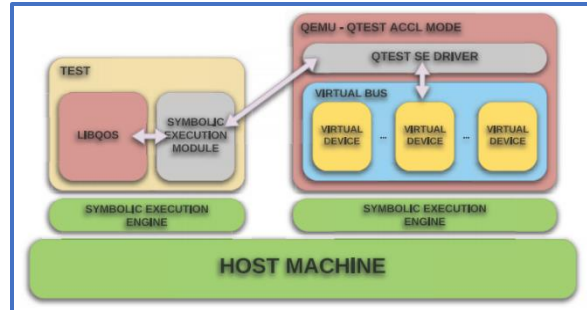 QEMU - QTEST ACCL MODE
QTEST SE DRIVER
TEST
LIBQOS
SYMBOLIC
EXECUTION
MODULE
VIRTUAL BUS
VIRTUAL
DEVICE
...
VIRTUAL
DEVICE
...
VIRTUAL
DEVICE
SYMBOLIC EXECUTION
ENGINE
SYMBOLIC EXECUTION
ENGINE
HOST MACHINE